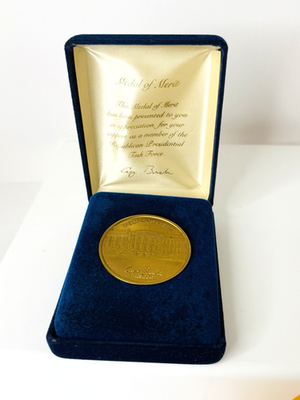 Medal of Merit
This Medal of Merit
has been presented to you
in appreciation, for your
support as a member of the
Republican Presidential
Task Force.